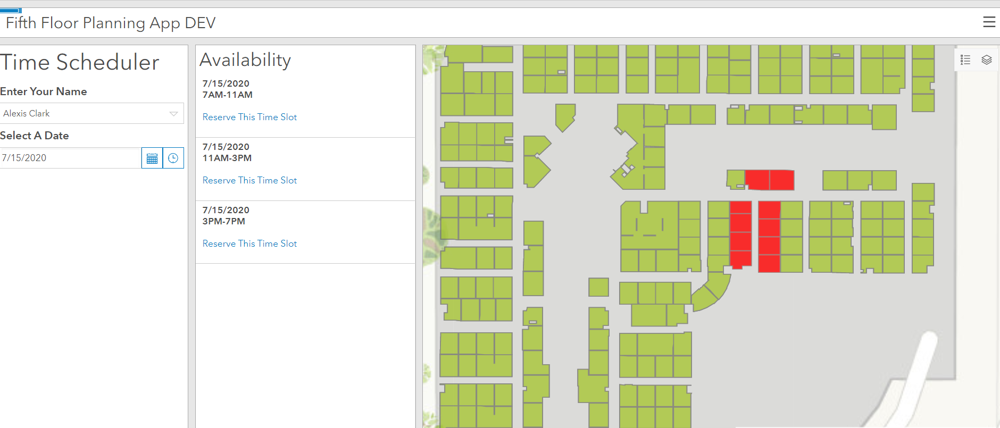 Fifth Floor Planning App DEV
Time Scheduler
Enter Your Name
Alexis Clark
Select A Date
7/15/2020
Availability
7/15/2020
7AM-11AM
Reserve This Time Slot
7/15/2020
11AM-3PM
Reserve This Time Slot
7/15/2020
3PM-7PM
Reserve This Time Slot